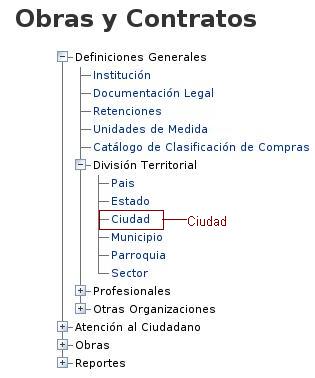 Obras y Contratos
Definiciones Generales
Institución
Documentación Legal
Retenciones
Unidades de Medida
Catálogo de Clasificación de Compras
División Territorial
Pais
Estado
Ciudad Ciudad
Municipio
Parroquia
Sector
Profesionales
Otras Organizaciones
Atención al Ciudadano
Obras
Reportes